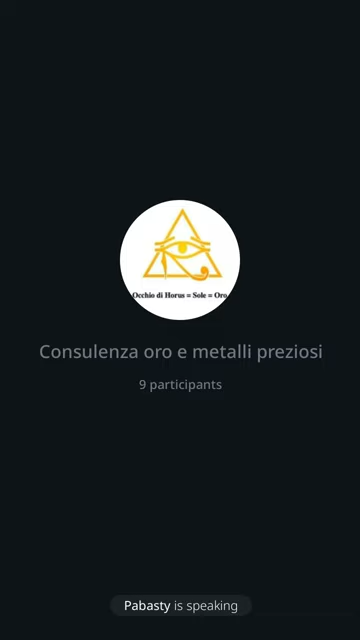 Occhio di Horus = Sole = Oro
Consulenza oro e metalli preziosi
9 participants
Pabasty is speaking